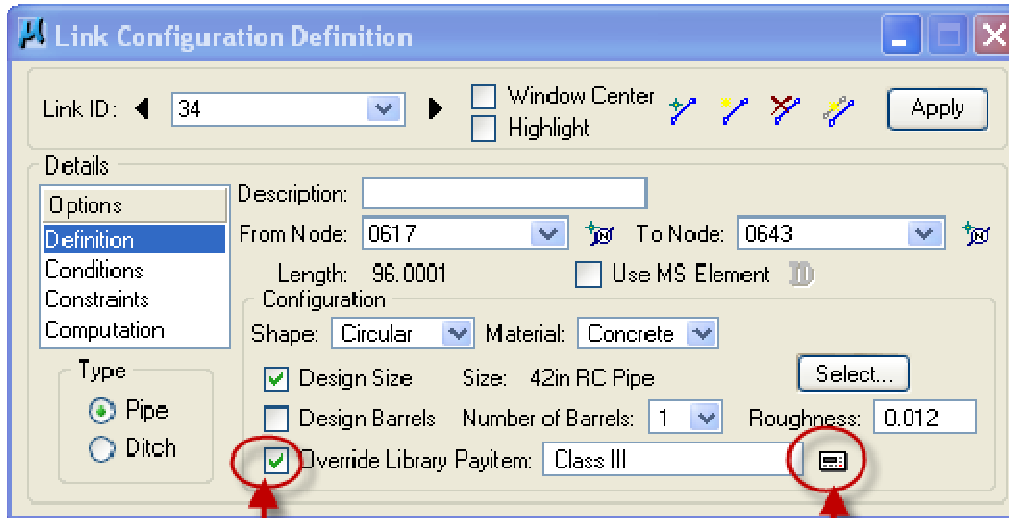 Link Configuration Definition
Link ID: 34 Window Center Apply
Highlight
Details
Options Description:
Definition From Node: 0617 To Node: 0643
Conditions Length: 96.0001 Use MS Element ID
Constraints Configuration
Computation Shape: Circular Material: Concrete
Type Design Size Size: 42in RC Pipe Select...
Pipe Design Barrels Number of Barrels: 1 Roughness: 0.012
Ditch Override Library Payitem: Class III